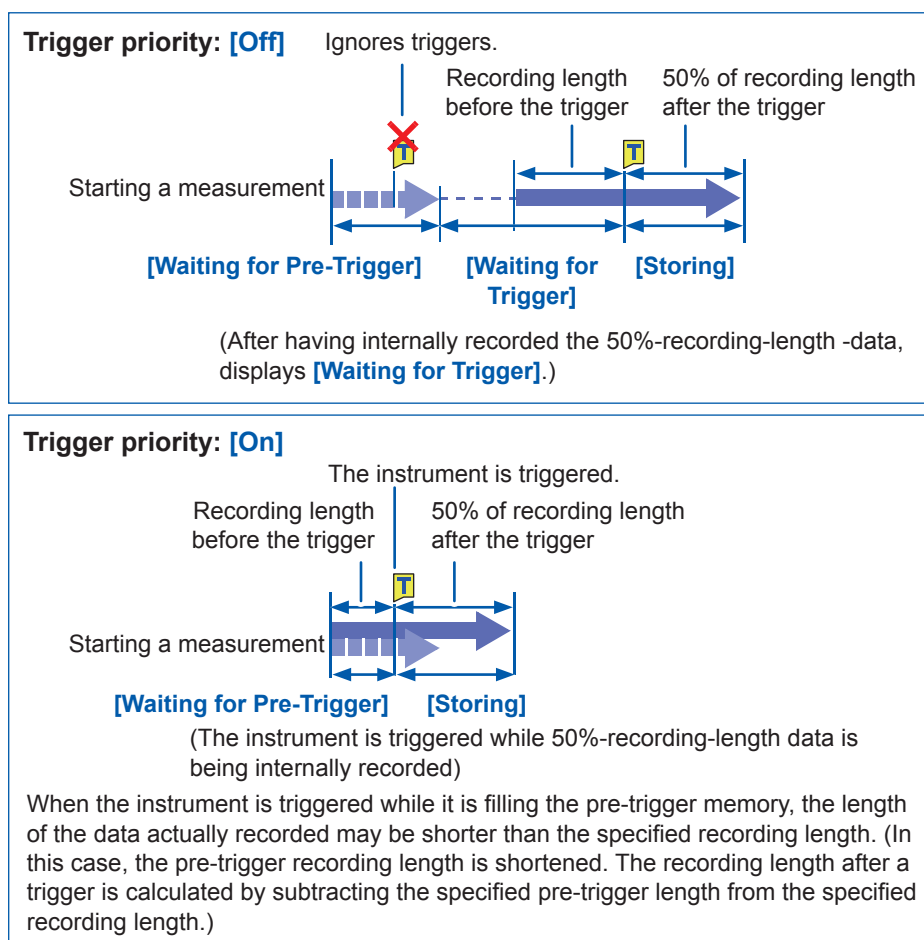 Trigger priority: [Off]
Ignores triggers.
Recording length
before the trigger
50% of recording length
after the trigger
T
T
Starting a measurement
[Waiting for Pre-Trigger]
[Waiting for
Trigger]
[Storing]
(After having internally recorded the 50%-recording-length -data,
displays [Waiting for Trigger].)
Trigger priority: [On]
The instrument is triggered.
Recording length
before the trigger
50% of recording length
after the trigger
T
Starting a measurement
[Waiting for Pre-Trigger]
[Storing]
(The instrument is triggered while 50%-recording-length data is
being internally recorded)
When the instrument is triggered while it is filling the pre-trigger memory, the length
of the data actually recorded may be shorter than the specified recording length. (In
this case, the pre-trigger recording length is shortened. The recording length after a
trigger is calculated by subtracting the specified pre-trigger length from the specified
recording length.)